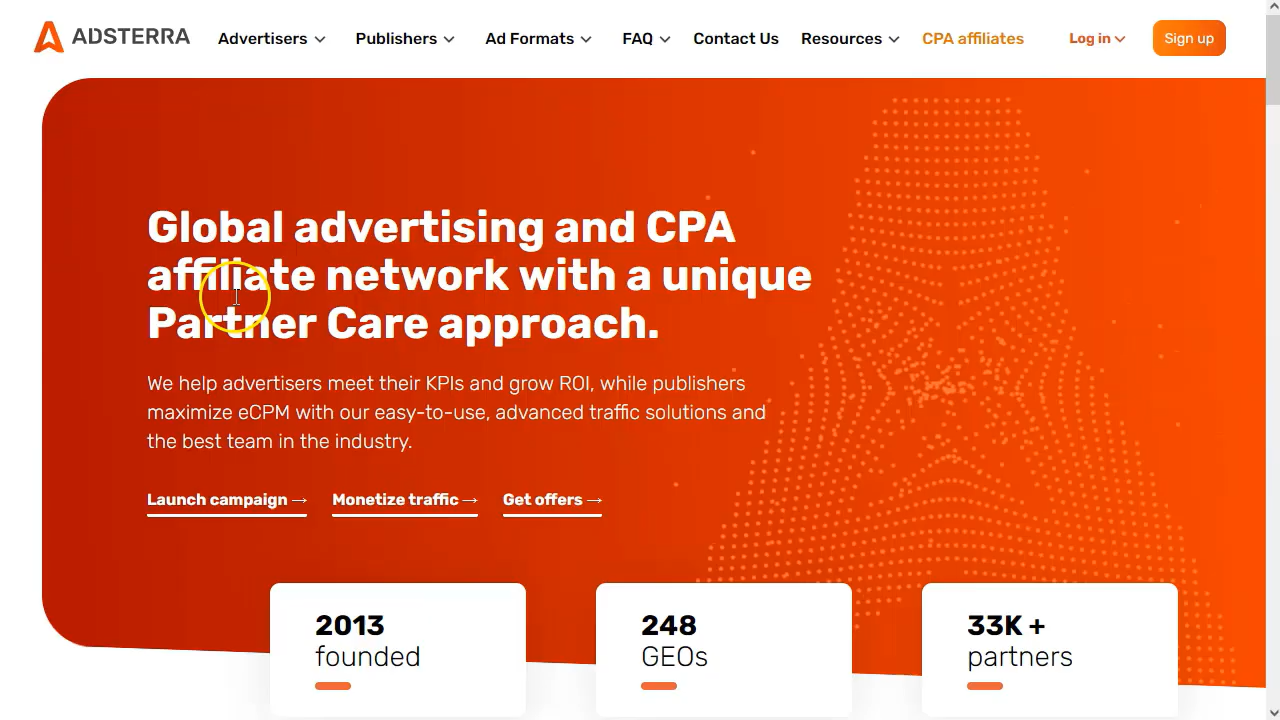 ADSTERRA
Advertisers
Publishers
Ad Formats
FAQ
Contact Us
Resources
CPA affiliates
Log in
Sign up
Global advertising and CPA
affiliate network with a unique
Partner Care approach.
We help advertisers meet their KPIs and grow ROI, while publishers
maximize eCPM with our easy-to-use, advanced traffic solutions and
the best team in the industry.
Launch campaign →
Monetize traffic →
Get offers →
2013
founded
248
GEOs
33K +
partners